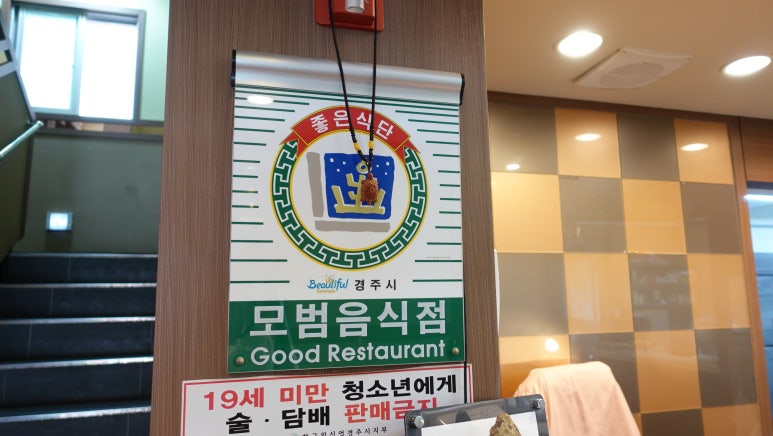 좋은식단
Beautiful 경주시
모범음식점
Good Restaurant
19세 미만 청소년에게
술·담배 판매금지